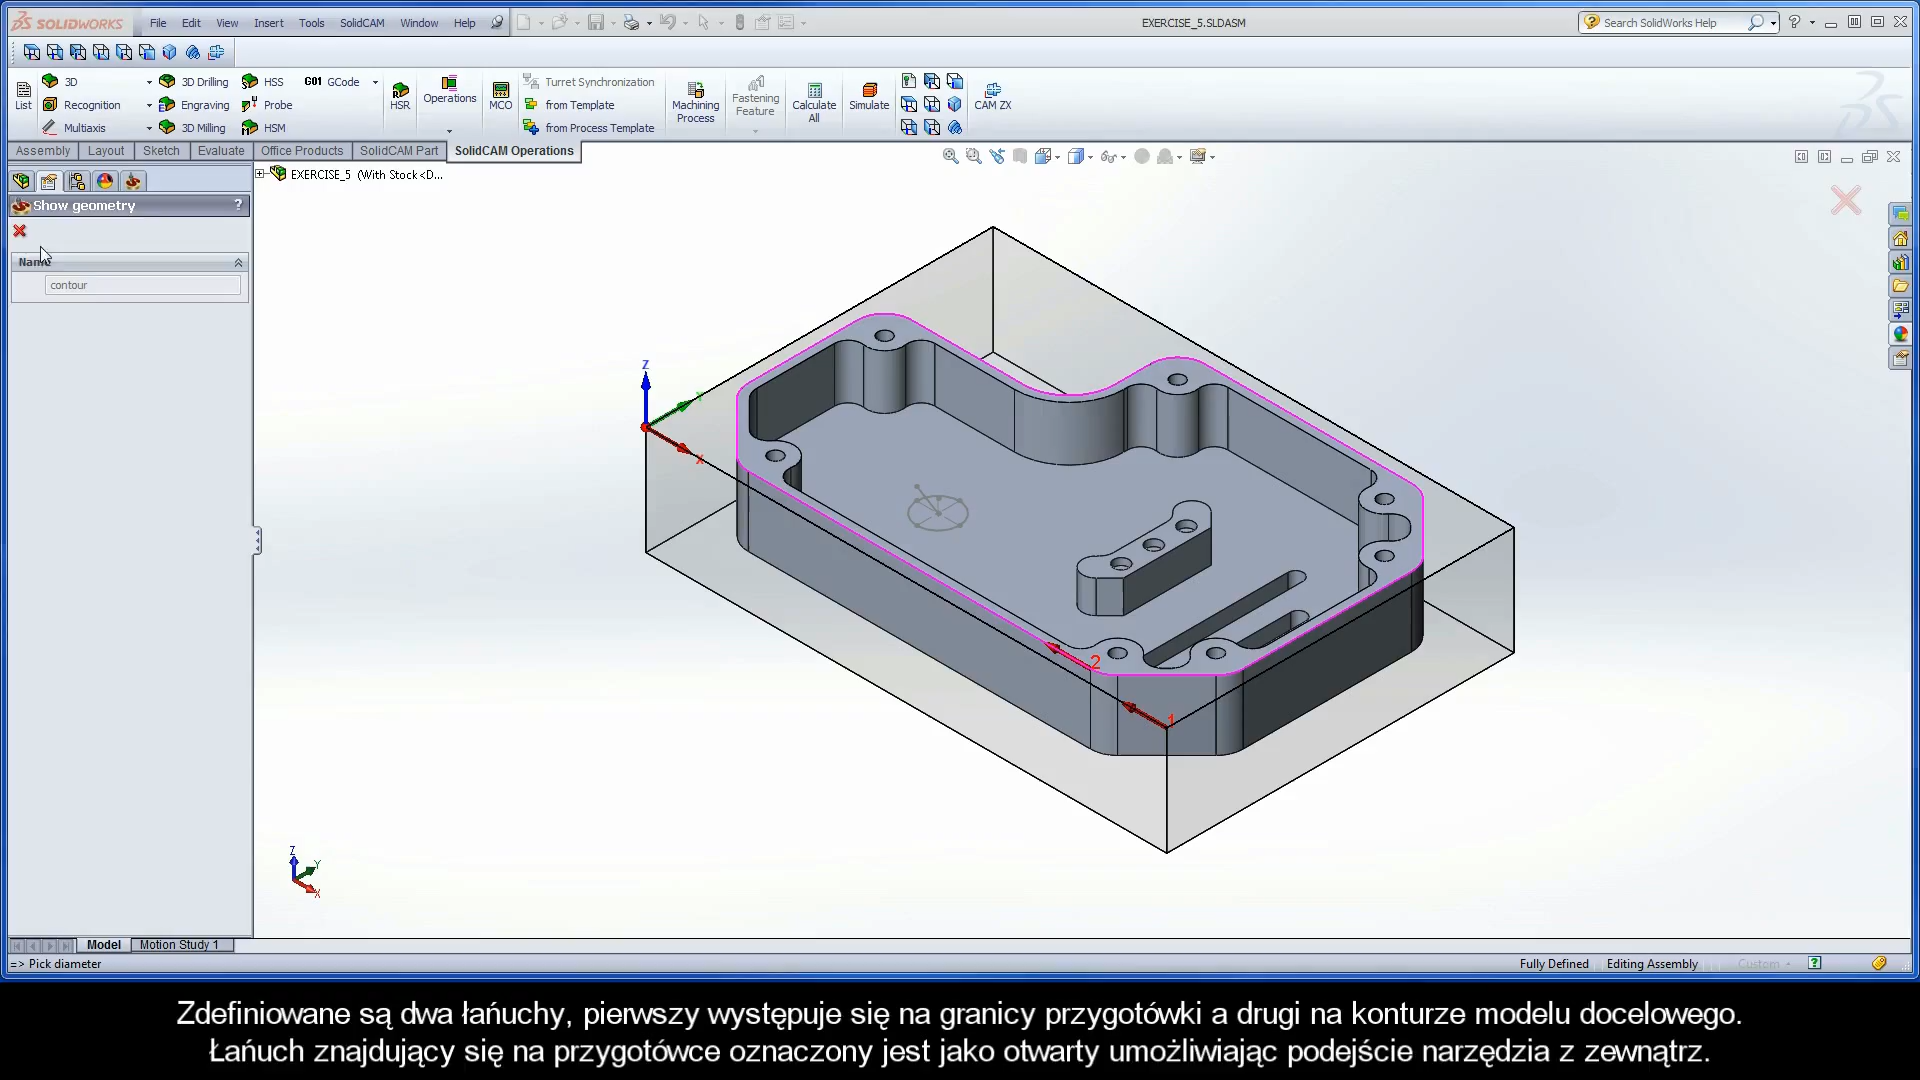 SOLIDWORKS File Edit View Insert Tools SolidCAM Window Help EXERCISE_5.SLDASM Search SolidWorks Help
3D 3D Drilling HSS G01 GCode Turret Synchronization
List Recognition Engraving Probe HSR Operations MCO from Template Machining Process Fastening Feature Calculate All Simulate CAM ZX
Multiaxis 3D Milling HSM from Process Template
Assembly Layout Sketch Evaluate Office Products SolidCAM Part SolidCAM Operations
EXERCISE_5 (With Stock<D...
Show geometry ?
Name
contour
Z
Y
X
2
1
Z
Y
X
Model Motion Study 1
=> Pick diameter Fully Defined Editing Assembly Custom
Zdefiniowane są dwa łańuchy, pierwszy występuje się na granicy przygotówki a drugi na konturze modelu docelowego.
Łańuch znajdujący się na przygotówce oznaczony jest jako otwarty umożliwiając podejście narzędzia z zewnątrz.